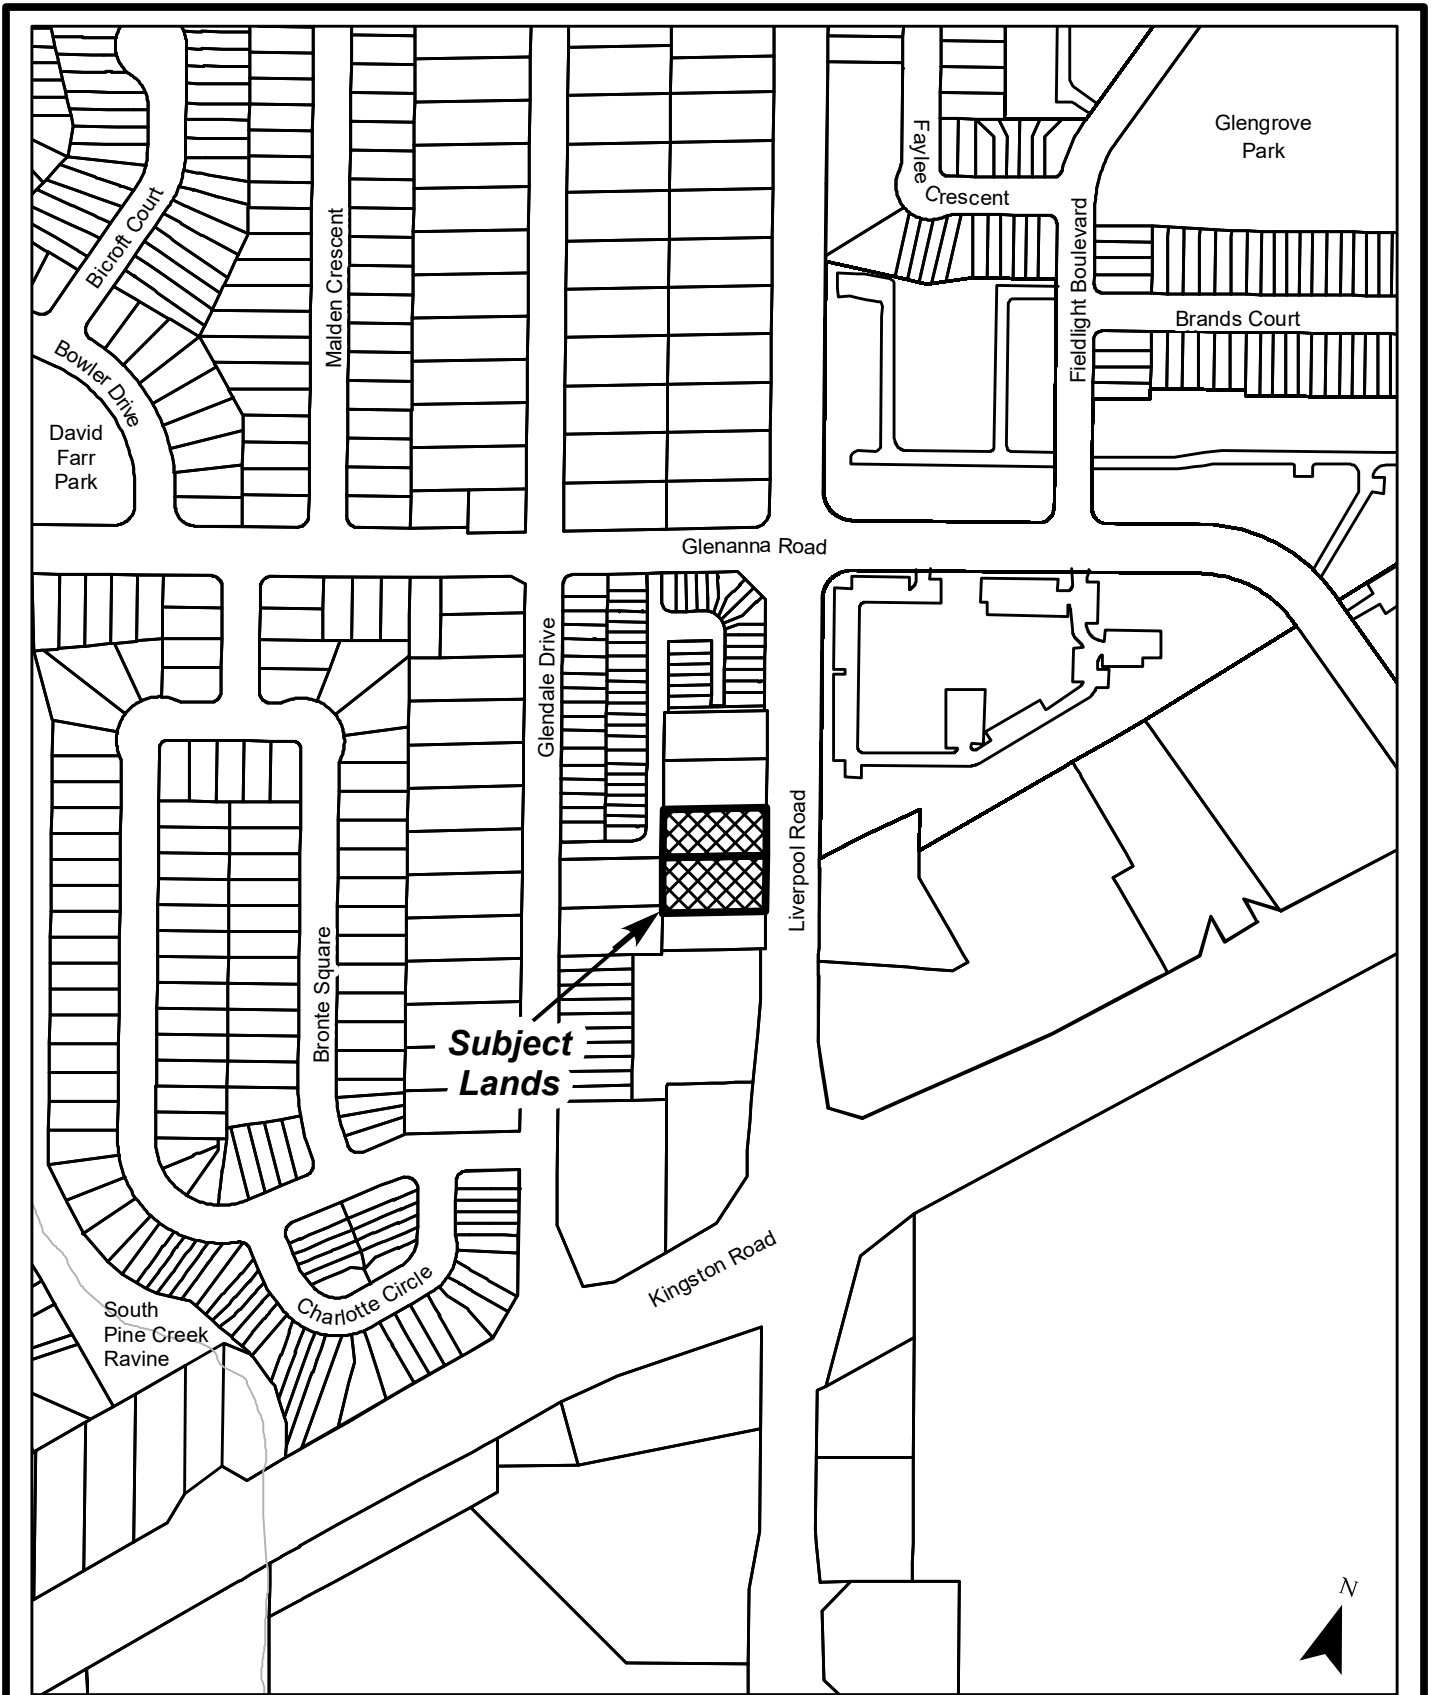 Glengrove
Park
Faylee
Crescent
Bicroft Court
Malden Crescent
Fieldlight Boulevard
Brands Court
Bowler Drive
David
Farr
Park
Glenanna Road
Glendale Drive
Liverpool Road
Bronte Square
Subject
Lands
Kingston Road
Charlotte Circle
South
Pine Creek
Ravine
N